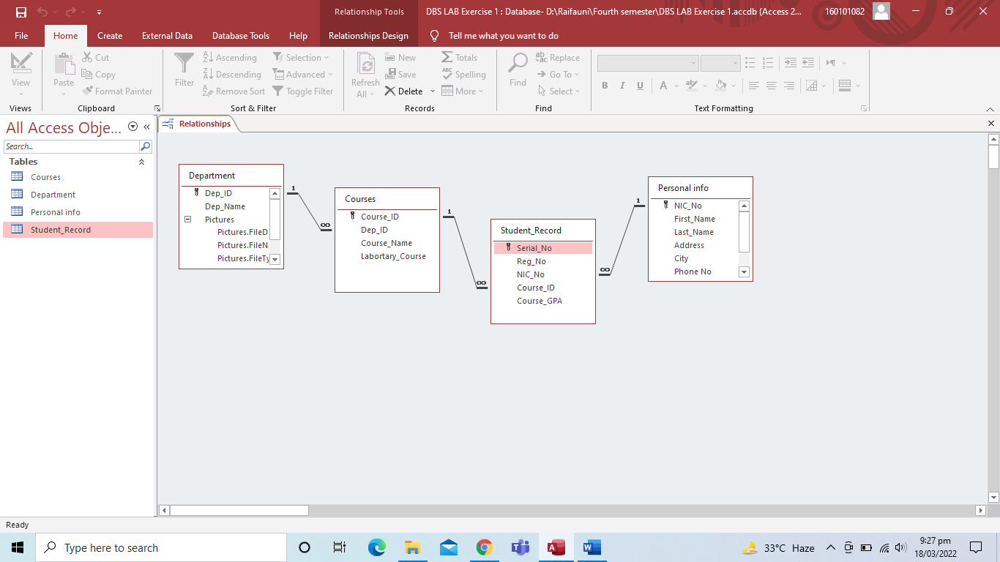 Relationship Tools
DBS LAB Exercise 1 : Database- D:\Raifauni\Fourth semester\DBS LAB Exercise 1.accdb (Access 2...
160101082
File Home Create External Data Database Tools Help Relationships Design Tell me what you want to do
View
Views
Paste
Cut
Copy
Format Painter
Clipboard
Filter
Ascending
Descending
Remove Sort
Selection
Advanced
Toggle Filter
Sort & Filter
Refresh
All
New
Save
Delete
Totals
Spelling
More
Records
Find
Replace
Go To
Select
Find
B I U A
Text Formatting
All Access Obje...
Search...
Tables
Courses
Department
Personal info
Student_Record
Relationships
Department
Dep_ID
Dep_Name
Pictures
Pictures.FileD
Pictures.FileN
Pictures.FileTy
1
∞
Courses
Course_ID
Dep_ID
Course_Name
Labortary_Course
1
∞
Student_Record
Serial_No
Reg_No
NIC_No
Course_ID
Course_GPA
∞
1
Personal info
NIC_No
First_Name
Last_Name
Address
City
Phone No
Ready
Type here to search
33°C Haze
9:27 pm
18/03/2022